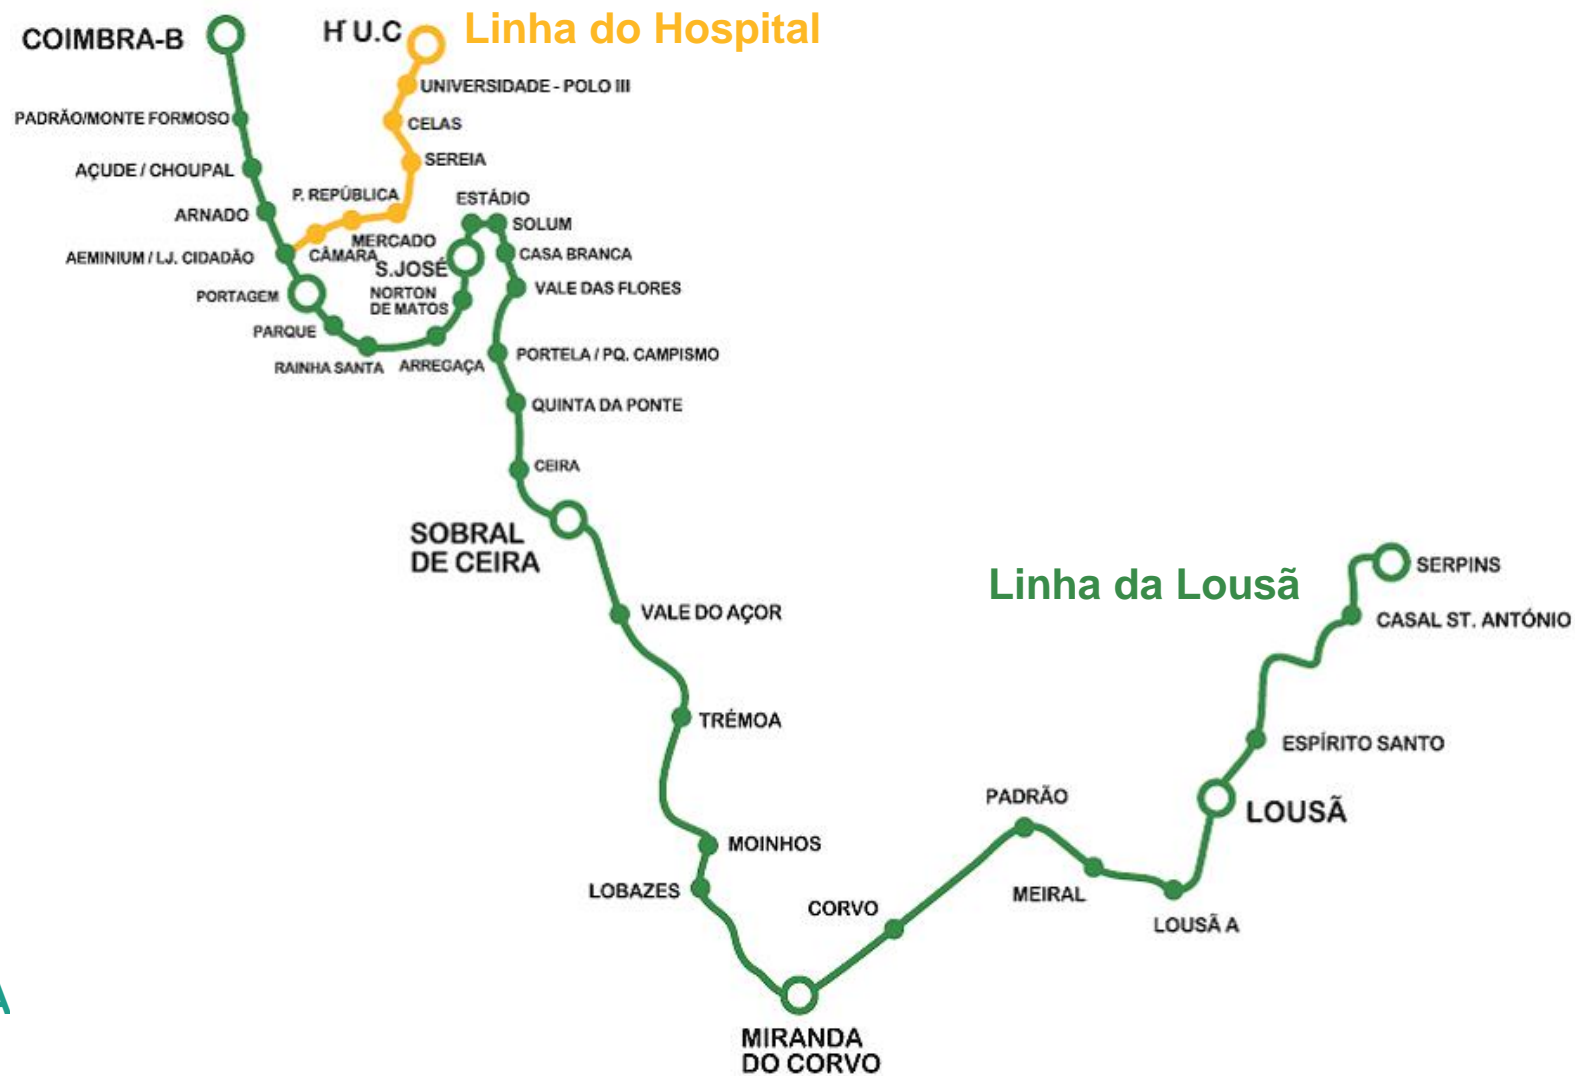 COIMBRA-B
H U.C
Linha do Hospital
UNIVERSIDADE - POLO III
PADRÃO/MONTE FORMOSO
CELAS
AÇUDE / CHOUPAL
SEREIA
P. REPÚBLICA
ESTÁDIO
ARNADO
SOLUM
MERCADO
AEMINIUM / LJ. CIDADÃO
CÂMARA
CASA BRANCA
S.JOSÉ
PORTAGEM
NORTON
DE MATOS
VALE DAS FLORES
PARQUE
RAINHA SANTA
ARREGAÇA
PORTELA / PQ. CAMPISMO
QUINTA DA PONTE
CEIRA
SOBRAL
DE CEIRA
Linha da Lousã
SERPINS
VALE DO AÇOR
CASAL ST. ANTÓNIO
TRÉMOA
ESPÍRITO SANTO
PADRÃO
LOUSÃ
MOINHOS
LOBAZES
CORVO
MEIRAL
LOUSÃ A
A
MIRANDA
DO CORVO